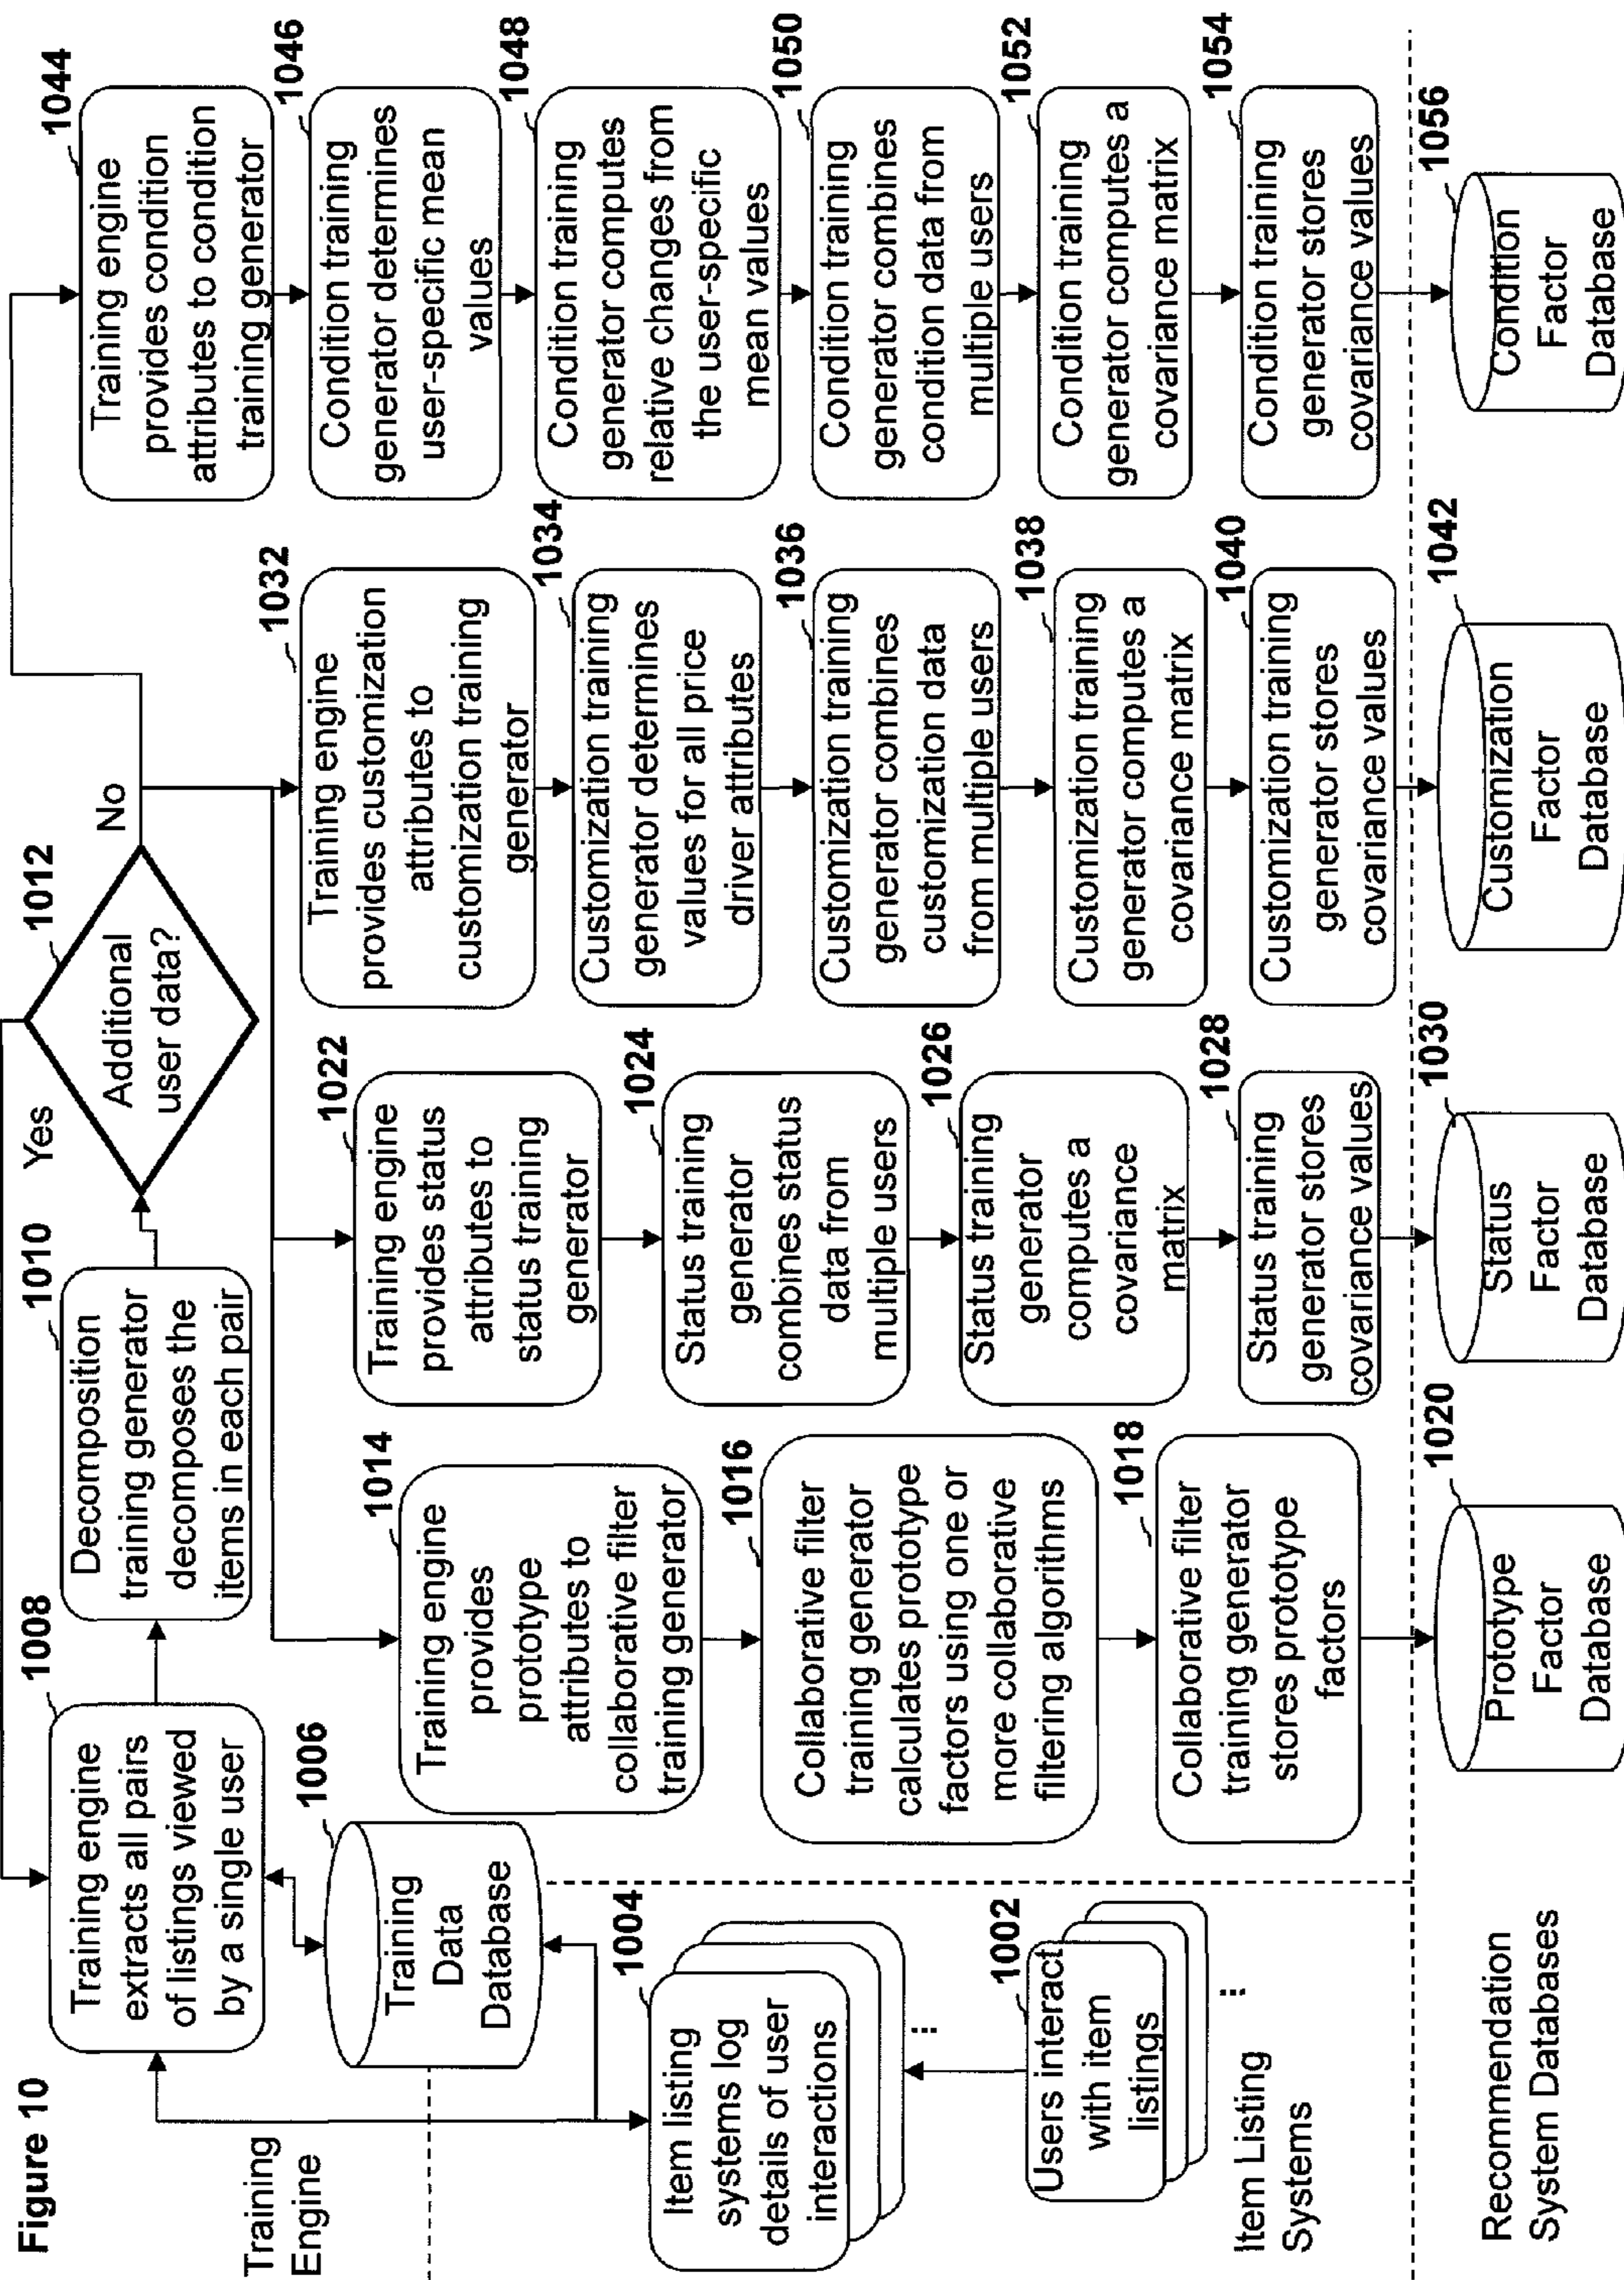 Figure 10
Training
Engine
1008
Training engine
extracts all pairs
of listings viewed
by a single user
1010
Decomposition
training generator
decomposes the
items in each pair
Yes
1012
Additional
user data?
No
1006
Training
Data
Database
1004
Item listing
systems log
details of user
interactions
...
1002
Users interact
with item
listings
...
Item Listing
Systems
1014
Training engine
provides
prototype
attributes to
collaborative filter
training generator
1016
Collaborative filter
training generator
calculates prototype
factors using one or
more collaborative
filtering algorithms
1018
Collaborative filter
training generator
stores prototype
factors
1020
Prototype
Factor
Database
1022
Training engine
provides status
attributes to
status training
generator
1024
Status training
generator
combines status
data from
multiple users
1026
Status training
generator
computes a
covariance
matrix
1028
Status training
generator stores
covariance values
1030
Status
Factor
Database
1032
Training engine
provides customization
attributes to
customization training
generator
1034
Customization training
generator determines
values for all price
driver attributes
1036
Customization training
generator combines
customization data
from multiple users
1038
Customization training
generator computes a
covariance matrix
1040
Customization training
generator stores
covariance values
1042
Customization
Factor
Database
1044
Training engine
provides condition
attributes to condition
training generator
1046
Condition training
generator determines
user-specific mean
values
1048
Condition training
generator computes
relative changes from
the user-specific
mean values
1050
Condition training
generator combines
condition data from
multiple users
1052
Condition training
generator computes a
covariance matrix
1054
Condition training
generator stores
covariance values
1056
Condition
Factor
Database
Recommendation
System Databases